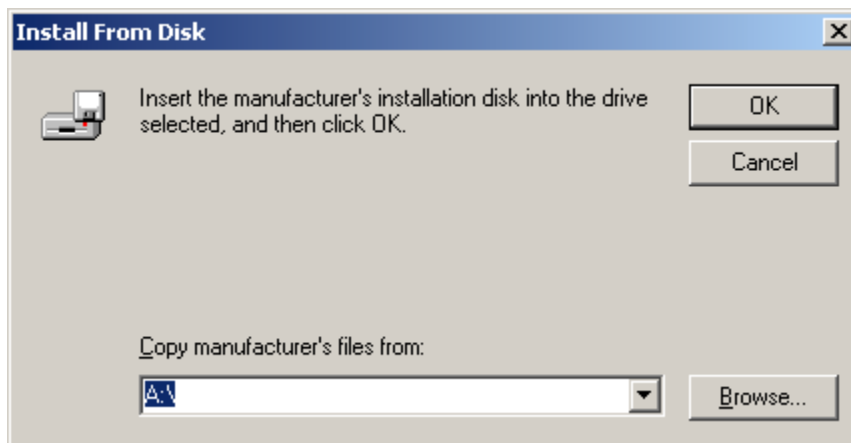 Install From Disk
Insert the manufacturer's installation disk into the drive
selected, and then click OK.
OK
Cancel
Copy manufacturer's files from:
A:\
Browse...